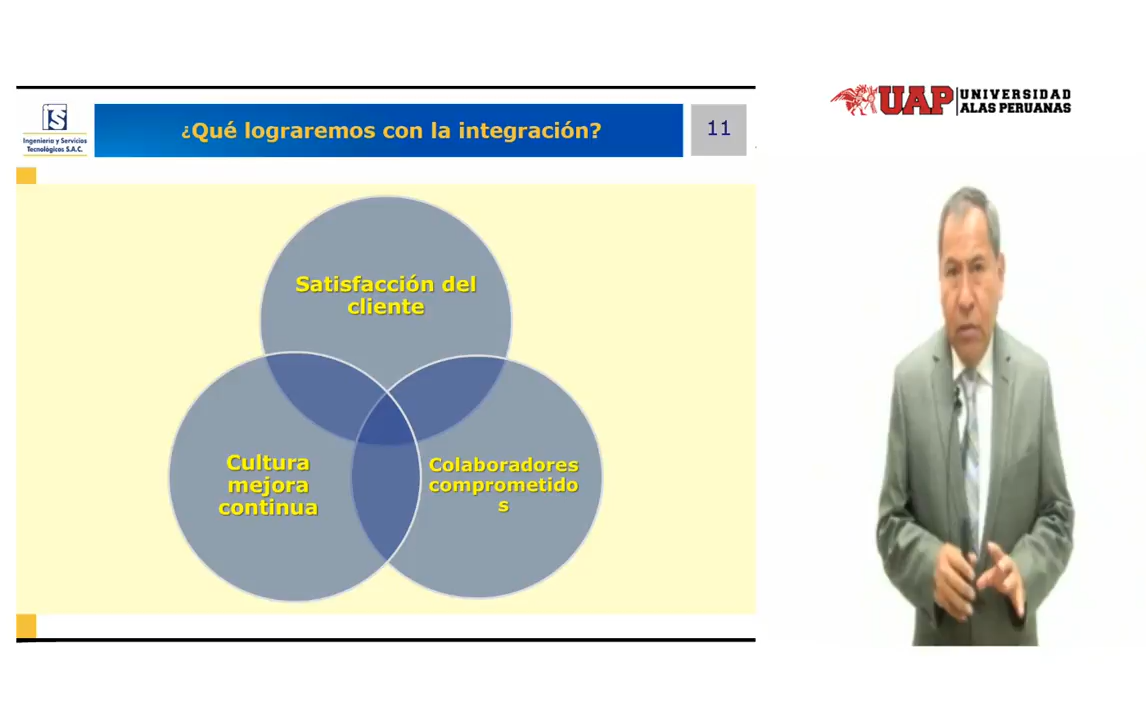 IS
Ingeniería y Servicios
Tecnológicos S.A.C.
¿Qué lograremos con la integración?
11
UAP UNIVERSIDAD
ALAS PERUANAS
Satisfacción del
cliente
Cultura
mejora
continua
Colaboradores
comprometido
s